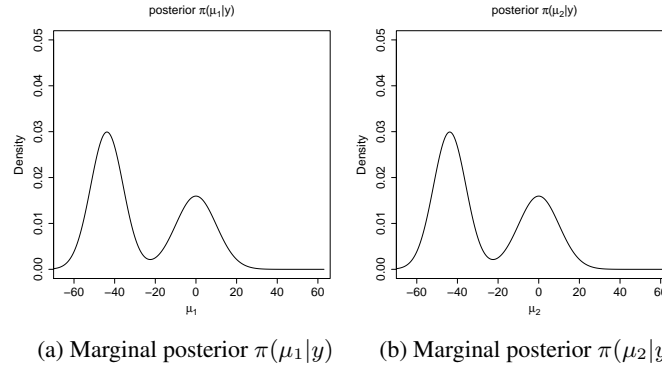 posterior π(μ₁|y)
Density
0.05
0.04
0.03
0.02
0.01
0.00
−60 −40 −20 0 20 40 60
μ₁
(a) Marginal posterior π(μ₁|y)
posterior π(μ₂|y)
Density
0.05
0.04
0.03
0.02
0.01
0.00
−60 −40 −20 0 20 40 60
μ₂
(b) Marginal posterior π(μ₂|y